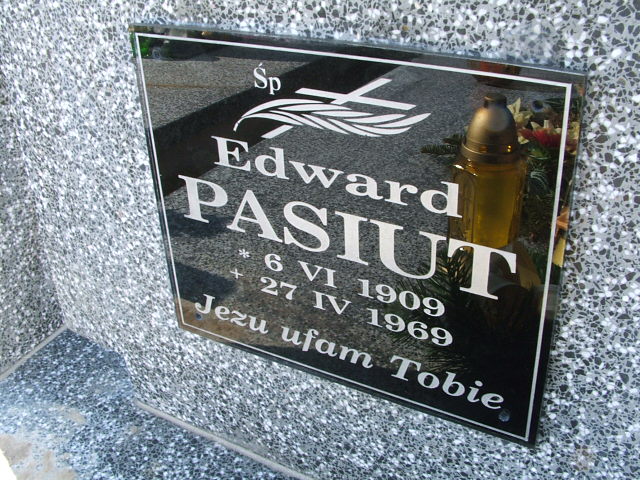 Śp
Edward
PASIUT
* 6 VI 1909
+ 27 IV 1969
Jezu ufam Tobie